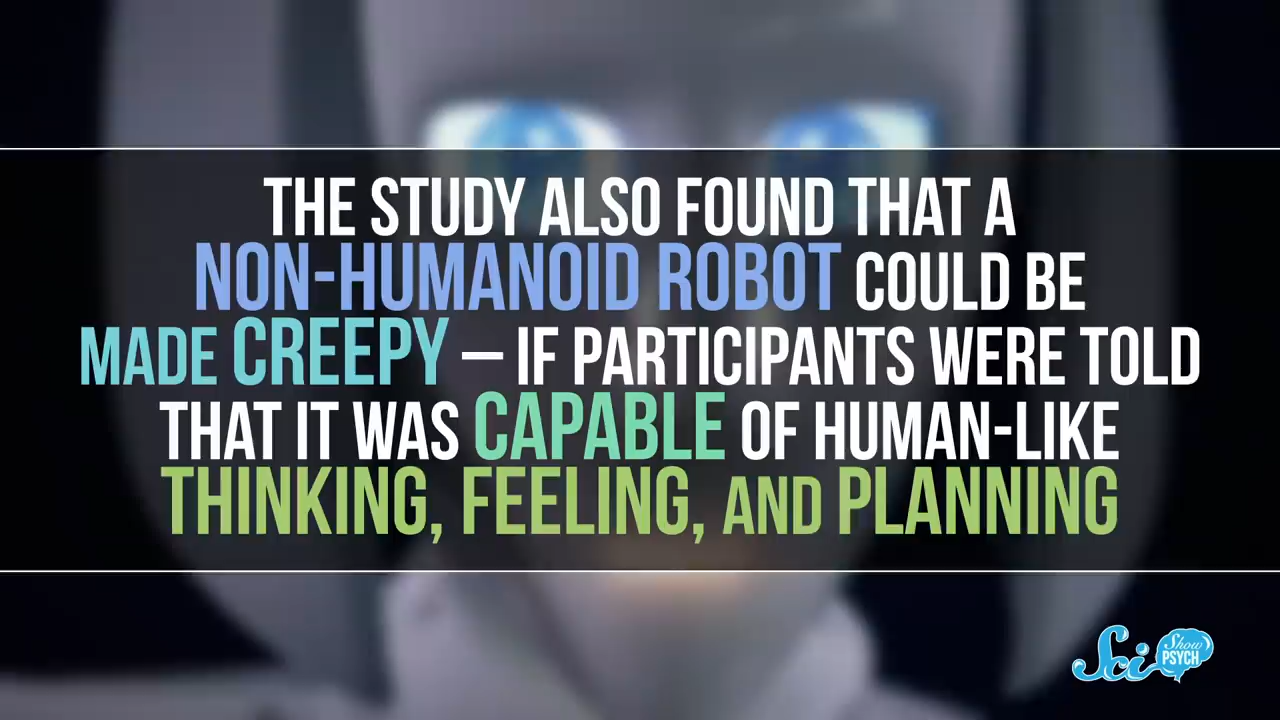 THE STUDY ALSO FOUND THAT A
NON-HUMANOID ROBOT COULD BE
MADE CREEPY – IF PARTICIPANTS WERE TOLD
THAT IT WAS CAPABLE OF HUMAN-LIKE
THINKING, FEELING, AND PLANNING
Sci Show
PSYCH